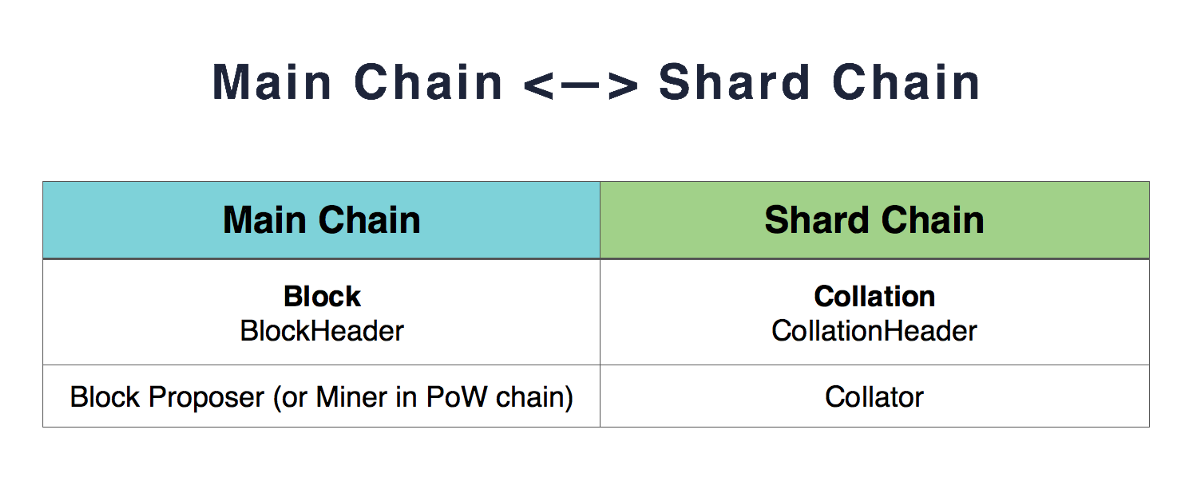 Main Chain <—> Shard Chain
Main Chain
Shard Chain
Block
BlockHeader
Collation
CollationHeader
Block Proposer (or Miner in PoW chain)
Collator